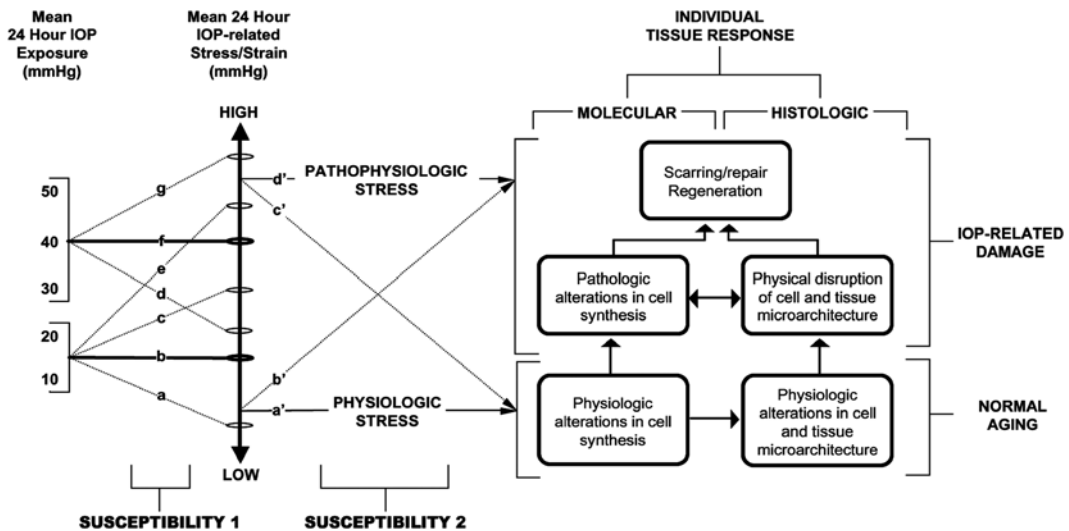 Mean
24 Hour IOP
Exposure
(mmHg)
Mean 24 Hour
IOP-related
Stress/Strain
(mmHg)
HIGH
50
40
30
20
10
g
f
e
d
c
b
a
LOW
SUSCEPTIBILITY 1
d'
c'
b'
a'
PATHOPHYSIOLOGIC
STRESS
PHYSIOLOGIC
STRESS
SUSCEPTIBILITY 2
INDIVIDUAL
TISSUE RESPONSE
MOLECULAR
HISTOLOGIC
Scarring/repair
Regeneration
Pathologic
alterations in cell
synthesis
Physical disruption
of cell and tissue
microarchitecture
Physiologic
alterations in cell
synthesis
Physiologic
alterations in cell
and tissue
microarchitecture
IOP-RELATED
DAMAGE
NORMAL
AGING